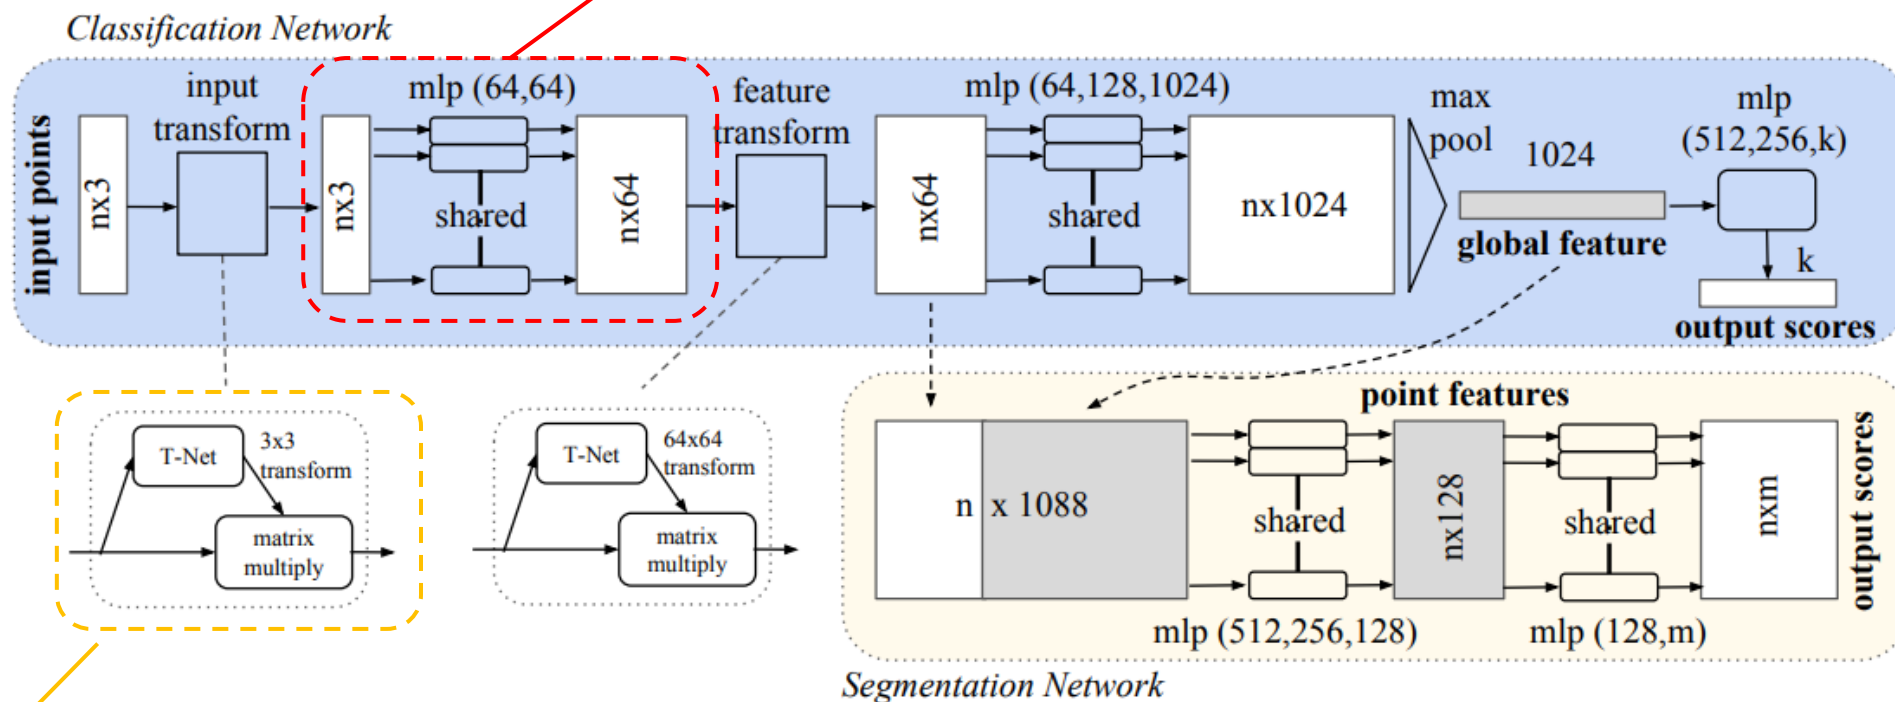 Classification Network
input points
nx3
input
transform
nx3
mlp (64,64)
shared
nx64
feature
transform
nx64
mlp (64,128,1024)
shared
nx1024
max
pool
1024
global feature
mlp
(512,256,k)
k
output scores
T-Net
3x3
transform
matrix
multiply
T-Net
64x64
transform
matrix
multiply
point features
n x 1088
shared
mlp (512,256,128)
nx128
shared
mlp (128,m)
nxm
output scores
Segmentation Network